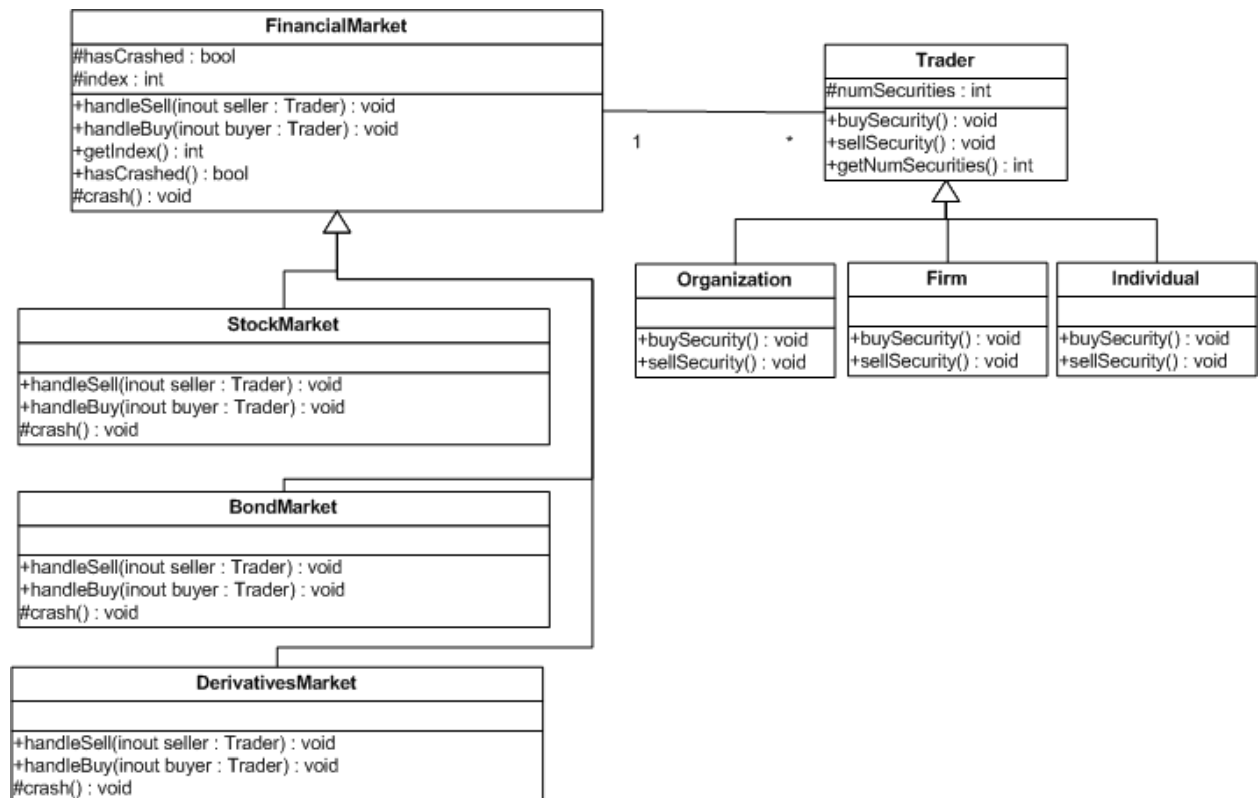 FinancialMarket
#hasCrashed : bool
#index : int
+handleSell(inout seller : Trader) : void
+handleBuy(inout buyer : Trader) : void
+getIndex() : int
+hasCrashed() : bool
#crash() : void
1
*
Trader
#numSecurities : int
+buySecurity() : void
+sellSecurity() : void
+getNumSecurities() : int
Organization
+buySecurity() : void
+sellSecurity() : void
Firm
+buySecurity() : void
+sellSecurity() : void
Individual
+buySecurity() : void
+sellSecurity() : void
StockMarket
+handleSell(inout seller : Trader) : void
+handleBuy(inout buyer : Trader) : void
#crash() : void
BondMarket
+handleSell(inout seller : Trader) : void
+handleBuy(inout buyer : Trader) : void
#crash() : void
DerivativesMarket
+handleSell(inout seller : Trader) : void
+handleBuy(inout buyer : Trader) : void
#crash() : void